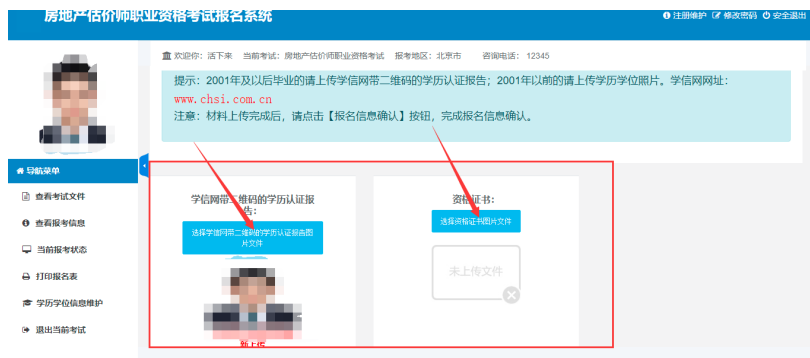 房地产估价师职业资格考试报名系统
注册维护 修改密码 安全退出
欢迎你：活下来 当前考试：房地产估价师职业资格考试 报考地区：北京市 咨询电话：12345
提示：2001年及以后毕业的请上传学信网带二维码的学历认证报告；2001年以前的请上传学历学位照片。学信网网址：
www.chsi.com.cn
注意：材料上传完成后，请点击【报名信息确认】按钮，完成报名信息确认。
导航菜单
查看考试文件
查看报考信息
当前报考状态
打印报名表
学历学位信息维护
退出当前考试
学信网带二维码的学历认证报
告：
选择学信网带二维码的学历认证报告图
片文件
新上传
资格证书：
选择资格证书图片文件
未上传文件